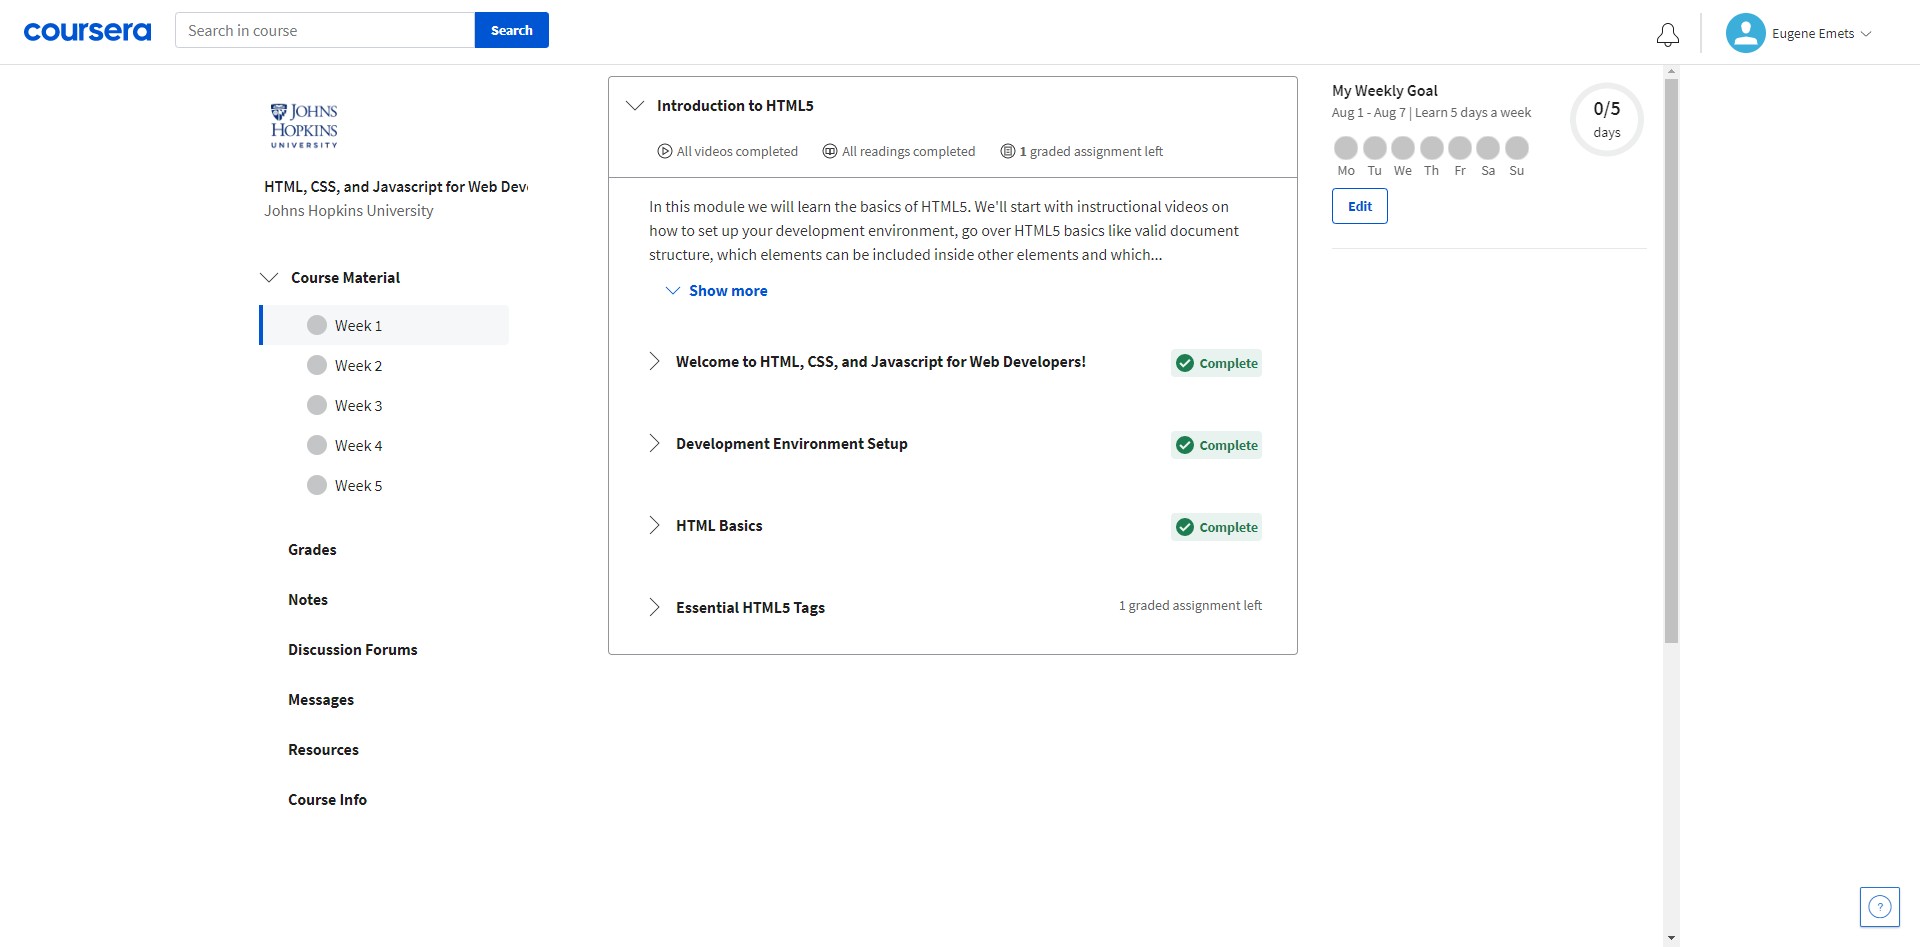 coursera
Search in course
Search
Eugene Emets
JOHNS
HOPKINS
UNIVERSITY
HTML, CSS, and Javascript for Web Dev
Johns Hopkins University
Course Material
Week 1
Week 2
Week 3
Week 4
Week 5
Grades
Notes
Discussion Forums
Messages
Resources
Course Info
Introduction to HTML5
All videos completed
All readings completed
1 graded assignment left
In this module we will learn the basics of HTML5. We'll start with instructional videos on
how to set up your development environment, go over HTML5 basics like valid document
structure, which elements can be included inside other elements and which...
Show more
Welcome to HTML, CSS, and Javascript for Web Developers!
Complete
Development Environment Setup
Complete
HTML Basics
Complete
Essential HTML5 Tags
1 graded assignment left
My Weekly Goal
Aug 1 - Aug 7 | Learn 5 days a week
0/5
days
Mo Tu We Th Fr Sa Su
Edit
?